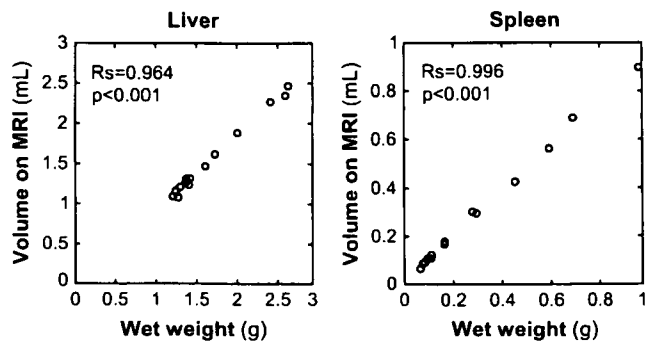 Liver
Volume on MRI (mL)
3
2.5
2
1.5
1
0.5
0
Rs=0.964
p<0.001
0 0.5 1 1.5 2 2.5 3
Wet weight (g)
Spleen
Volume on MRI (mL)
1
0.8
0.6
0.4
0.2
0
Rs=0.996
p<0.001
0 0.2 0.4 0.6 0.8 1
Wet weight (g)